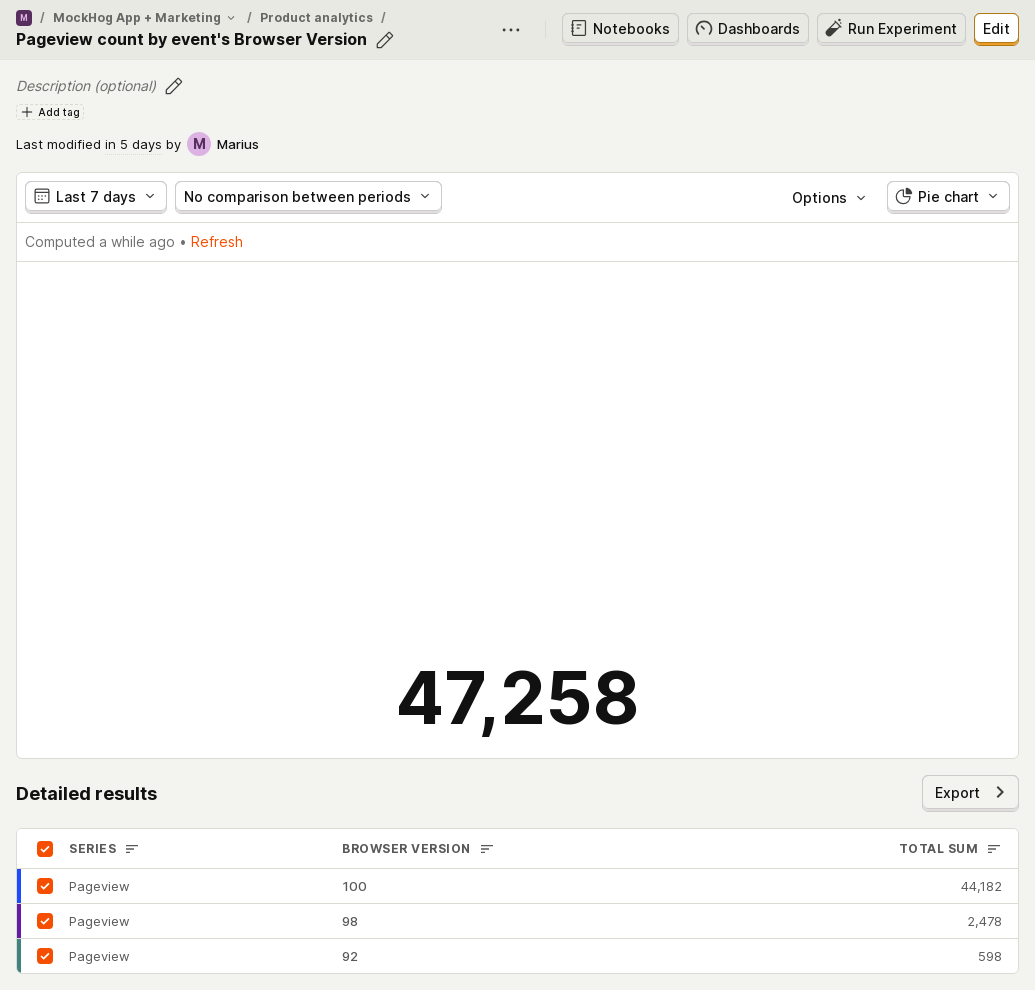 M / MockHog App + Marketing / Product analytics /
Pageview count by event's Browser Version
Notebooks
Dashboards
Run Experiment
Edit
Description (optional)
Add tag
Last modified in 5 days by M Marius
Last 7 days
No comparison between periods
Options
Pie chart
Computed a while ago • Refresh
47,258
Detailed results
Export
SERIES BROWSER VERSION TOTAL SUM
Pageview 100 44,182
Pageview 98 2,478
Pageview 92 598